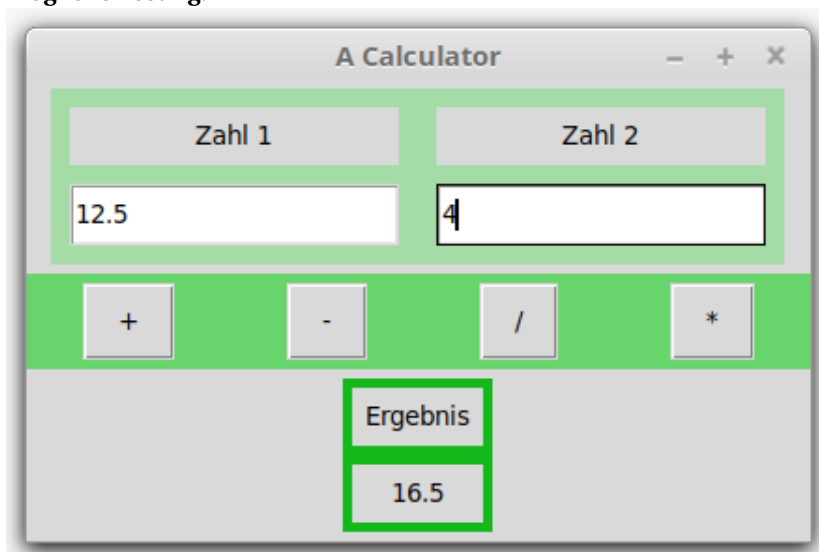 A Calculator
Zahl 1 Zahl 2
12.5 4
+ - / *
Ergebnis
16.5